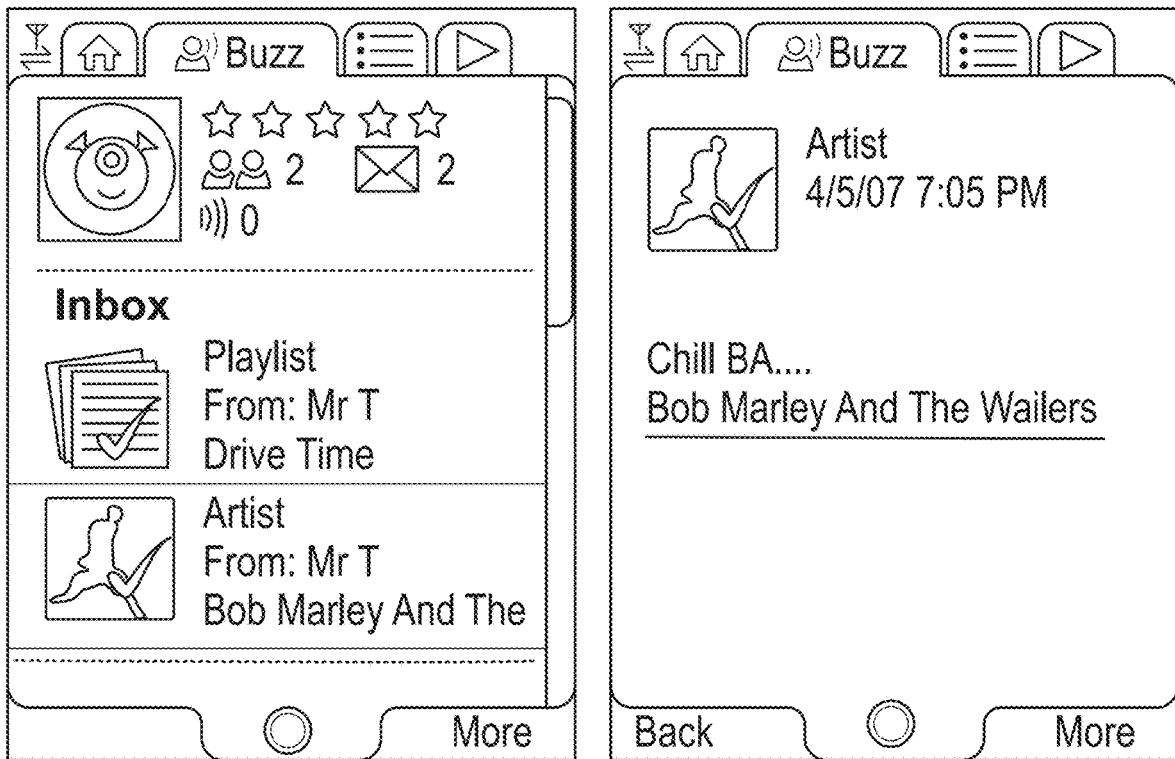 Buzz
2 2
0
Inbox
Playlist
From: Mr T
Drive Time
Artist
From: Mr T
Bob Marley And The
More
Buzz
Artist
4/5/07 7:05 PM
Chill BA....
Bob Marley And The Wailers
Back More